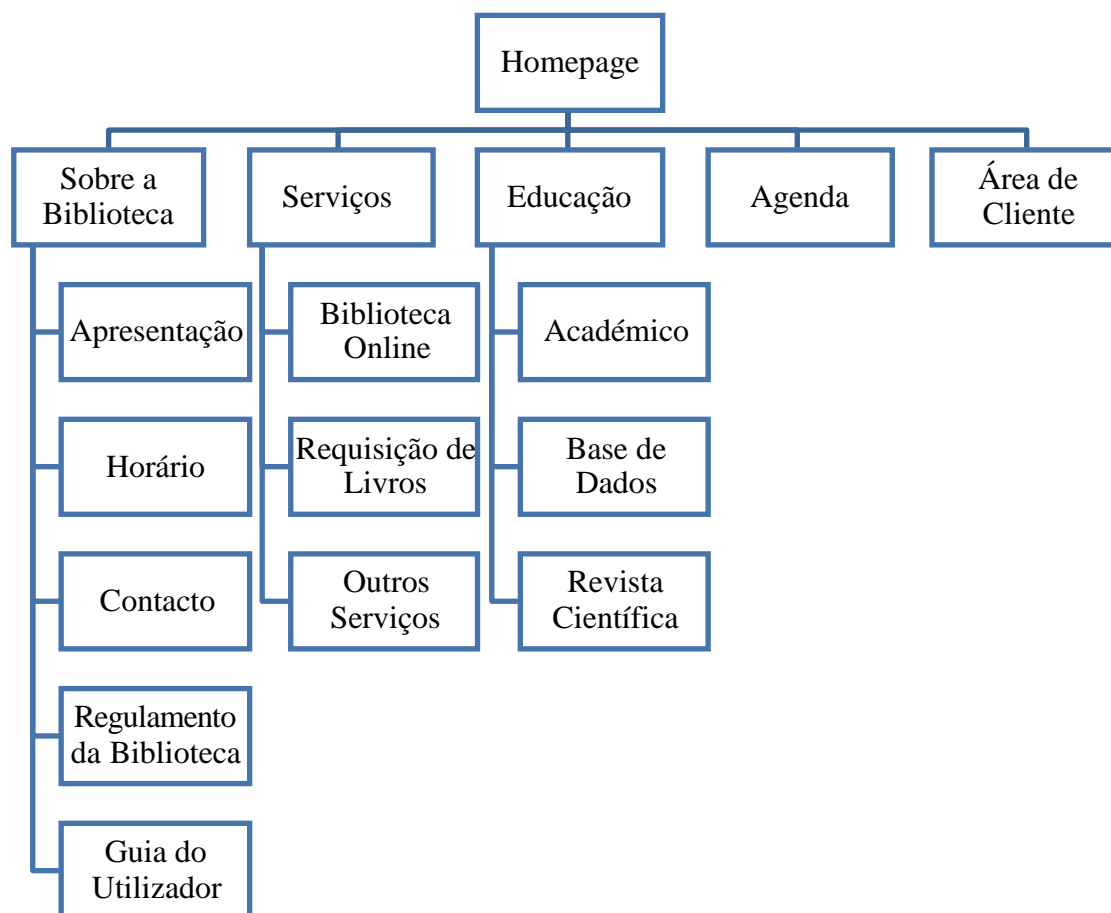 Homepage
Sobre a
Biblioteca
Serviços
Educação
Agenda
Área de
Cliente
Apresentação
Biblioteca
Online
Académico
Horário
Requisição de
Livros
Base de
Dados
Contacto
Outros
Serviços
Revista
Científica
Regulamento
da Biblioteca
Guia do
Utilizador